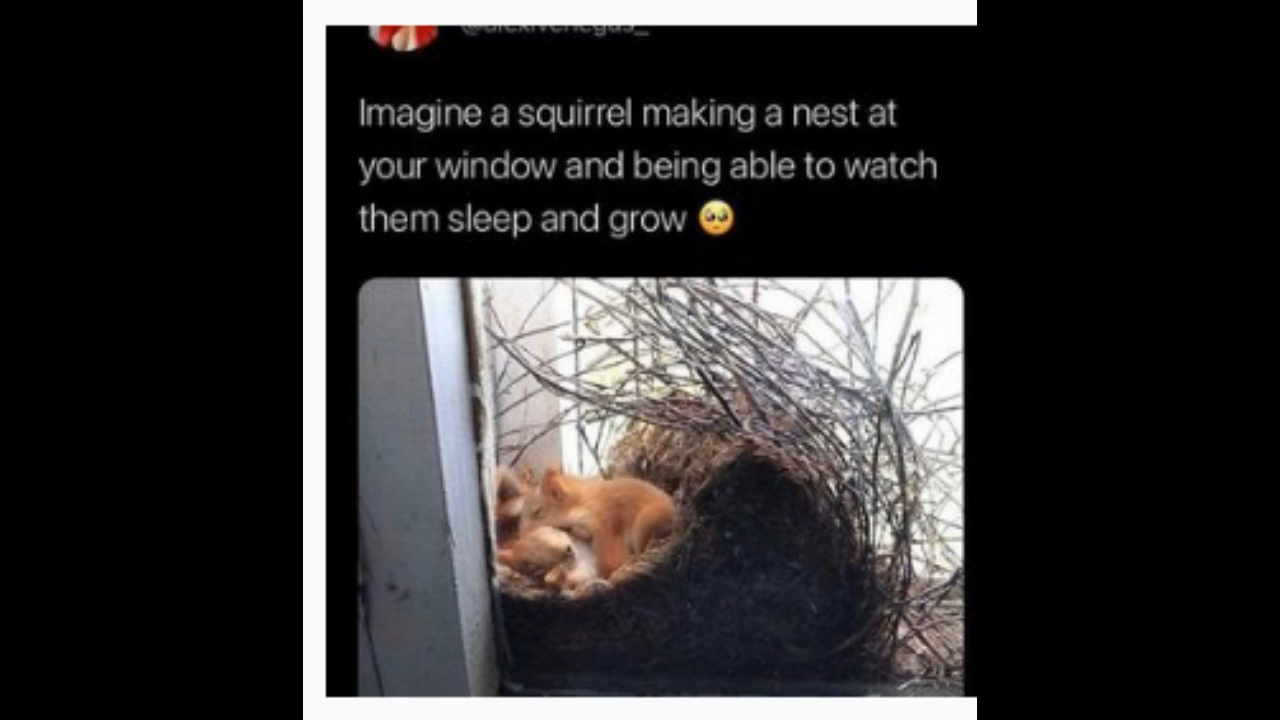 Imagine a squirrel making a nest at
your window and being able to watch
them sleep and grow 🥺